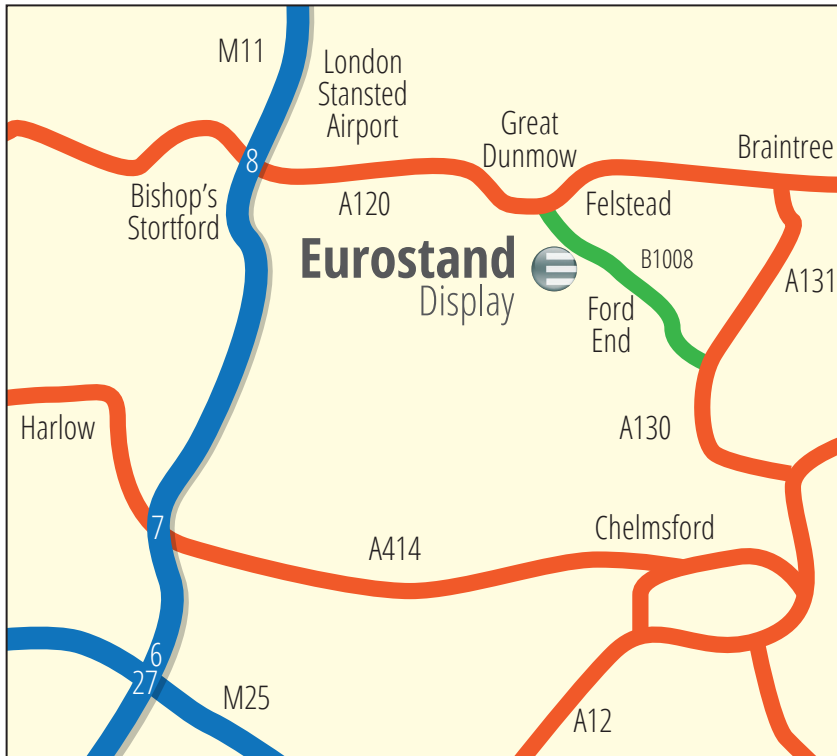 M11
London
Stansted
Airport
Great
Dunmow
Braintree
8
Bishop's
Stortford
A120
Felstead
Eurostand
Display
B1008
A131
Ford
End
Harlow
A130
7
A414
Chelmsford
6
27
M25
A12